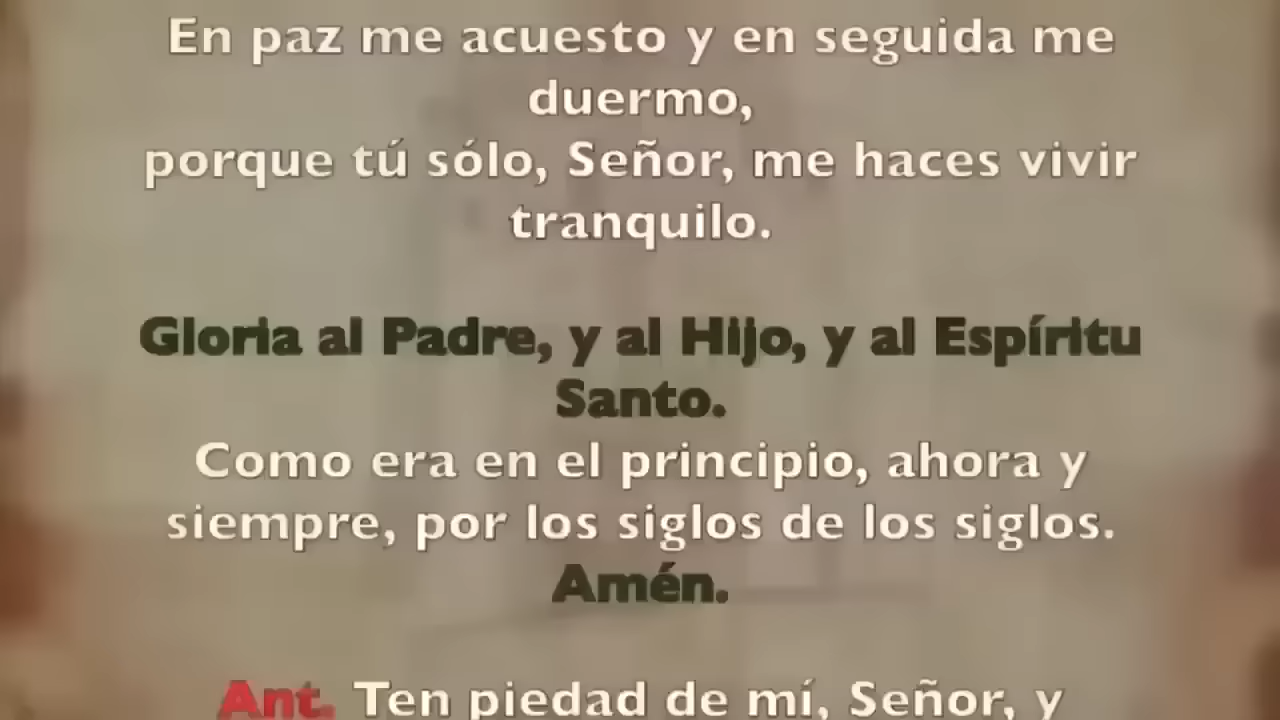 En paz me acuesto y en seguida me
duermo,
porque tú sólo, Señor, me haces vivir
tranquilo.
Gloria al Padre, y al Hijo, y al Espíritu
Santo.
Como era en el principio, ahora y
siempre, por los siglos de los siglos.
Amén.
Ant. Ten piedad de mí, Señor, y